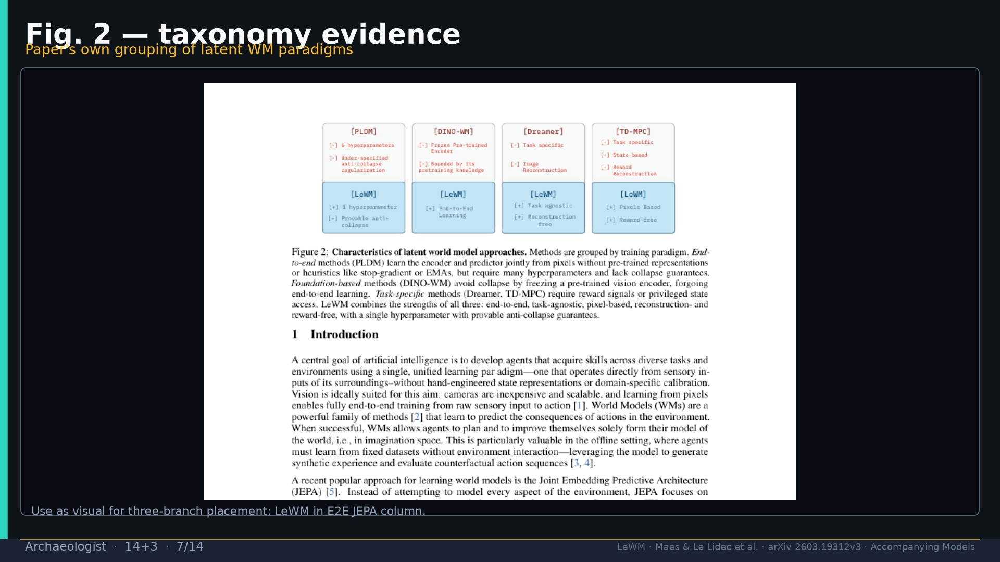 Fig. 2 — taxonomy evidence
Paper's own grouping of latent WM paradigms
[PLDM]
[-] 6 hyperparameters
[-] Under-specified
anti-collapse
regularization
[LeWM]
[+] 1 hyperparameter
[+] Provable anti-
collapse
[DINO-WM]
[-] Frozen Pre-trained
Encoder
[-] Bounded by its
pretraining knowledge
[LeWM]
[+] End-to-End
Learning
[Dreamer]
[-] Task specific
[-] Image
Reconstruction
[LeWM]
[+] Task agnostic
[+] Reconstruction
free
[TD-MPC]
[-] Task specific
[-] State-based
[-] Reward
Reconstruction
[LeWM]
[+] Pixels Based
[+] Reward-free
Figure 2: Characteristics of latent world model approaches. Methods are grouped by training paradigm. End-
to-end methods (PLDM) learn the encoder and predictor jointly from pixels without pre-trained representations
or heuristics like stop-gradient or EMAs, but require many hyperparameters and lack collapse guarantees.
Foundation-based methods (DINO-WM) avoid collapse by freezing a pre-trained vision encoder, forgoing
end-to-end learning. Task-specific methods (Dreamer, TD-MPC) require reward signals or privileged state
access. LeWM combines the strengths of all three: end-to-end, task-agnostic, pixel-based, reconstruction- and
reward-free, with a single hyperparameter with provable anti-collapse guarantees.
1 Introduction
A central goal of artificial intelligence is to develop agents that acquire skills across diverse tasks and
environments using a single, unified learning par adigm—one that operates directly from sensory in-
puts of its surroundings–without hand-engineered state representations or domain-specific calibration.
Vision is ideally suited for this aim: cameras are inexpensive and scalable, and learning from pixels
enables fully end-to-end training from raw sensory input to action [1]. World Models (WMs) are a
powerful family of methods [2] that learn to predict the consequences of actions in the environment.
When successful, WMs allows agents to plan and to improve themselves solely form their model of
the world, i.e., in imagination space. This is particularly valuable in the offline setting, where agents
must learn from fixed datasets without environment interaction—leveraging the model to generate
synthetic experience and evaluate counterfactual action sequences [3, 4].
A recent popular approach for learning world models is the Joint Embedding Predictive Architecture
(JEPA) [5]. Instead of attempting to model every aspect of the environment, JEPA focuses on
Use as visual for three-branch placement; LeWM in E2E JEPA column.
Archaeologist · 14+3 · 7/14
LeWM · Maes & Le Lidec et al. · arXiv 2603.19312v3 · Accompanying Models